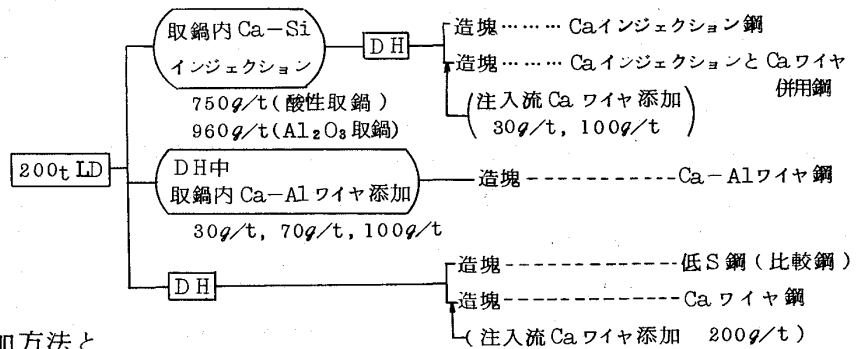 取鍋内 Ca-Si
インジェクション
DH
造塊……… Caインジェクション鋼
造塊……… CaインジェクションとCaワイヤ
併用鋼
750g/t(酸性取鍋)
960g/t(Al₂O₃取鍋)
(注入流Caワイヤ添加
30g/t, 100g/t)
200t LD
DH中
取鍋内 Ca-Alワイヤ添加
造塊-----------Ca-Alワイヤ鋼
30g/t, 70g/t, 100g/t
DH
造塊-------------低S鋼(比較鋼)
造塊-------------Caワイヤ鋼
(注入流Caワイヤ添加 200g/t)
加方法と